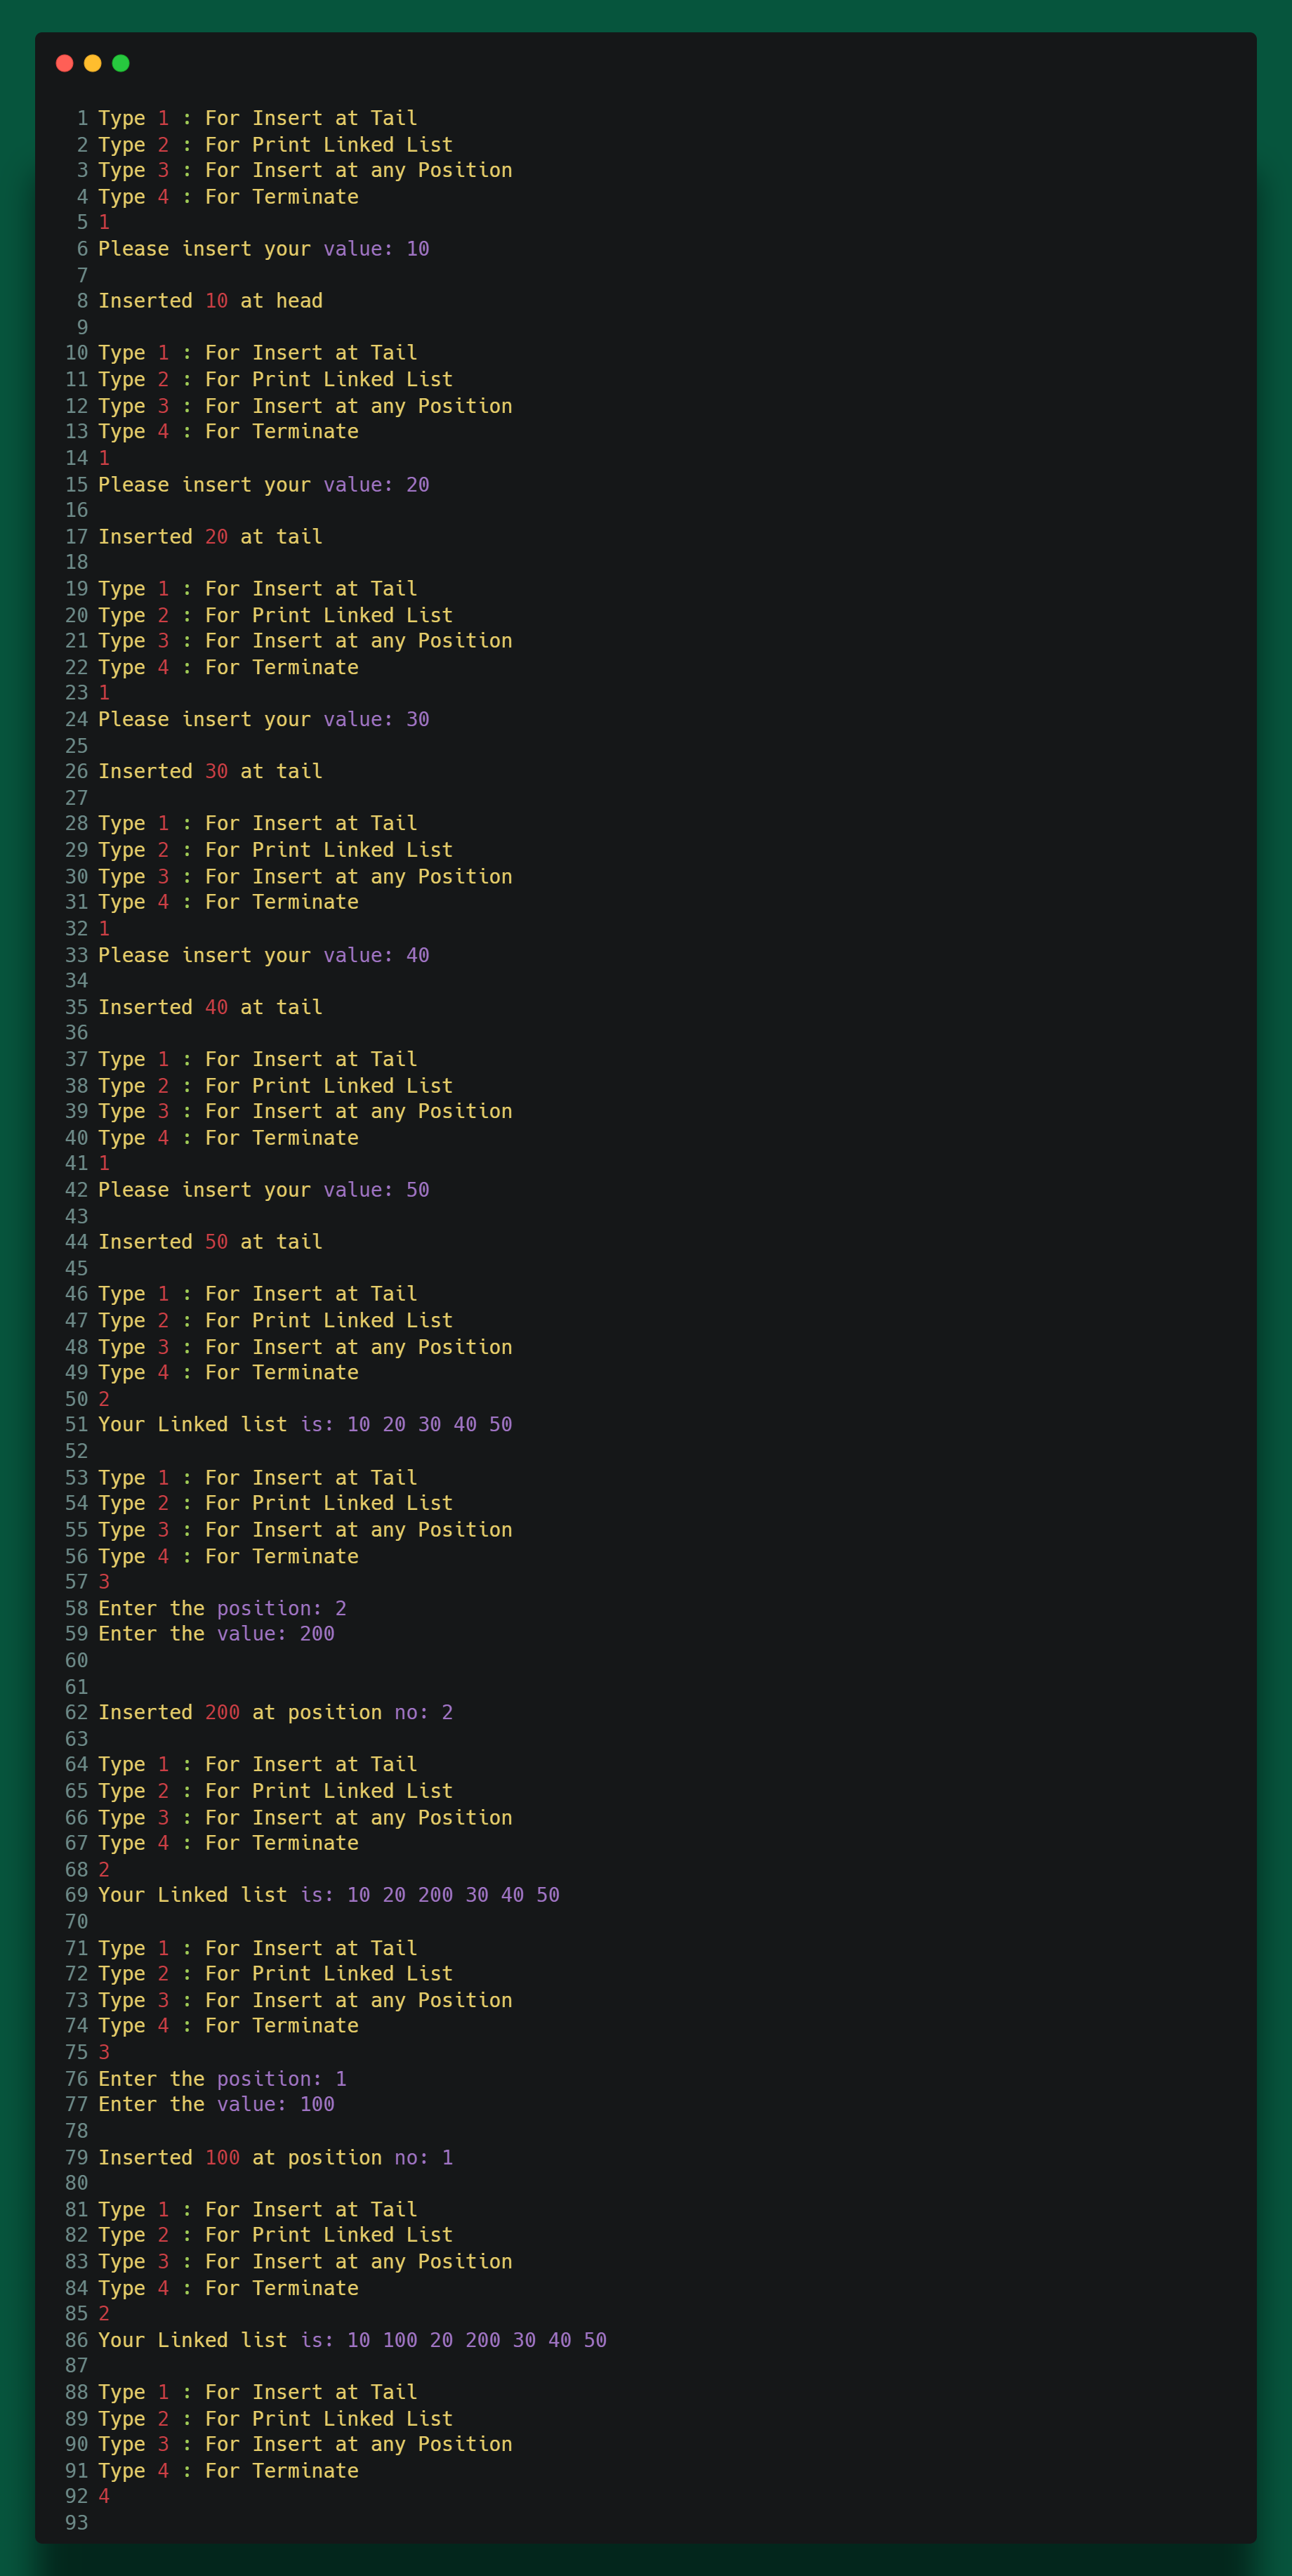 1 Type 1 : For Insert at Tail
2 Type 2 : For Print Linked List
3 Type 3 : For Insert at any Position
4 Type 4 : For Terminate
5 1
6 Please insert your value: 10
7
8 Inserted 10 at head
9
10 Type 1 : For Insert at Tail
11 Type 2 : For Print Linked List
12 Type 3 : For Insert at any Position
13 Type 4 : For Terminate
14 1
15 Please insert your value: 20
16
17 Inserted 20 at tail
18
19 Type 1 : For Insert at Tail
20 Type 2 : For Print Linked List
21 Type 3 : For Insert at any Position
22 Type 4 : For Terminate
23 1
24 Please insert your value: 30
25
26 Inserted 30 at tail
27
28 Type 1 : For Insert at Tail
29 Type 2 : For Print Linked List
30 Type 3 : For Insert at any Position
31 Type 4 : For Terminate
32 1
33 Please insert your value: 40
34
35 Inserted 40 at tail
36
37 Type 1 : For Insert at Tail
38 Type 2 : For Print Linked List
39 Type 3 : For Insert at any Position
40 Type 4 : For Terminate
41 1
42 Please insert your value: 50
43
44 Inserted 50 at tail
45
46 Type 1 : For Insert at Tail
47 Type 2 : For Print Linked List
48 Type 3 : For Insert at any Position
49 Type 4 : For Terminate
50 2
51 Your Linked list is: 10 20 30 40 50
52
53 Type 1 : For Insert at Tail
54 Type 2 : For Print Linked List
55 Type 3 : For Insert at any Position
56 Type 4 : For Terminate
57 3
58 Enter the position: 2
59 Enter the value: 200
60
61
62 Inserted 200 at position no: 2
63
64 Type 1 : For Insert at Tail
65 Type 2 : For Print Linked List
66 Type 3 : For Insert at any Position
67 Type 4 : For Terminate
68 2
69 Your Linked list is: 10 20 200 30 40 50
70
71 Type 1 : For Insert at Tail
72 Type 2 : For Print Linked List
73 Type 3 : For Insert at any Position
74 Type 4 : For Terminate
75 3
76 Enter the position: 1
77 Enter the value: 100
78
79 Inserted 100 at position no: 1
80
81 Type 1 : For Insert at Tail
82 Type 2 : For Print Linked List
83 Type 3 : For Insert at any Position
84 Type 4 : For Terminate
85 2
86 Your Linked list is: 10 100 20 200 30 40 50
87
88 Type 1 : For Insert at Tail
89 Type 2 : For Print Linked List
90 Type 3 : For Insert at any Position
91 Type 4 : For Terminate
92 4
93